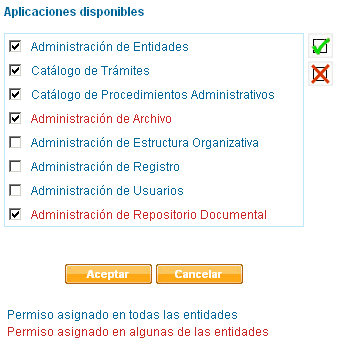 Aplicaciones disponibles
Administración de Entidades
Catálogo de Trámites
Catálogo de Procedimientos Administrativos
Administración de Archivo
Administración de Estructura Organizativa
Administración de Registro
Administración de Usuarios
Administración de Repositorio Documental
Aceptar Cancelar
Permiso asignado en todas las entidades
Permiso asignado en algunas de las entidades